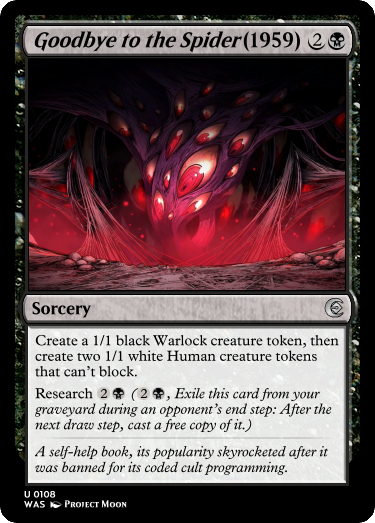 Goodbye to the Spider (1959) 2
Sorcery
Create a 1/1 black Warlock creature token, then
create two 1/1 white Human creature tokens
that can't block.
Research 2 ( 2 , Exile this card from your
graveyard during an opponent's end step: After the
next draw step, cast a free copy of it.)
A self-help book, its popularity skyrocketed after it
was banned for its coded cult programming.
U 0108
WAS Project Moon